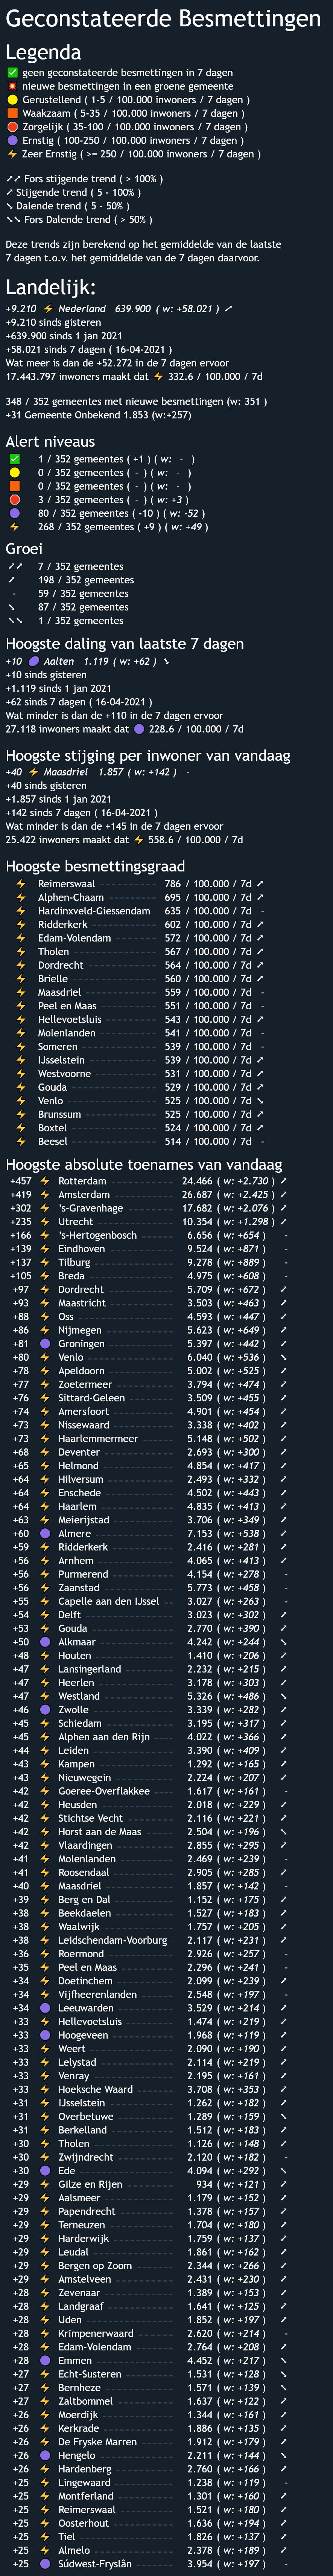 Geconstateerde Besmettingen
Legenda
geen geconstateerde besmettingen in 7 dagen
nieuwe besmettingen in een groene gemeente
Gerustellend ( 1-5 / 100.000 inwoners / 7 dagen )
Waakzaam ( 5-35 / 100.000 inwoners / 7 dagen )
Zorgelijk ( 35-100 / 100.000 inwoners / 7 dagen )
Ernstig ( 100-250 / 100.000 inwoners / 7 dagen )
Zeer Ernstig ( >= 250 / 100.000 inwoners / 7 dagen )
↗↗ Fors stijgende trend ( > 100% )
↗ Stijgende trend ( 5 - 100% )
↘ Dalende trend ( 5 - 50% )
↘↘ Fors Dalende trend ( > 50% )
Deze trends zijn berekend op het gemiddelde van de laatste
7 dagen t.o.v. het gemiddelde van de 7 dagen daarvoor.
Landelijk:
+9.210 ⚡ Nederland 639.900 ( w: +58.021 ) ↗
+9.210 sinds gisteren
+639.900 sinds 1 jan 2021
+58.021 sinds 7 dagen ( 16-04-2021 )
Wat meer is dan de +52.272 in de 7 dagen ervoor
17.443.797 inwoners maakt dat ⚡ 332.6 / 100.000 / 7d
348 / 352 gemeentes met nieuwe besmettingen (w: 351 )
+31 Gemeente Onbekend 1.853 (w:+257)
Alert niveaus
1 / 352 gemeentes ( +1 ) ( w: - )
0 / 352 gemeentes ( - ) ( w: - )
0 / 352 gemeentes ( - ) ( w: - )
3 / 352 gemeentes ( - ) ( w: +3 )
80 / 352 gemeentes ( -10 ) ( w: -52 )
268 / 352 gemeentes ( +9 ) ( w: +49 )
Groei
↗↗ 7 / 352 gemeentes
↗ 198 / 352 gemeentes
- 59 / 352 gemeentes
↘ 87 / 352 gemeentes
↘↘ 1 / 352 gemeentes
Hoogste daling van laatste 7 dagen
+10 Aalten 1.119 ( w: +62 ) ↘
+10 sinds gisteren
+1.119 sinds 1 jan 2021
+62 sinds 7 dagen ( 16-04-2021 )
Wat minder is dan de +110 in de 7 dagen ervoor
27.118 inwoners maakt dat 228.6 / 100.000 / 7d
Hoogste stijging per inwoner van vandaag
+40 ⚡ Maasdriel 1.857 ( w: +142 ) -
+40 sinds gisteren
+1.857 sinds 1 jan 2021
+142 sinds 7 dagen ( 16-04-2021 )
Wat minder is dan de +145 in de 7 dagen ervoor
25.422 inwoners maakt dat ⚡ 558.6 / 100.000 / 7d
Hoogste besmettingsgraad
Reimerswaal 786 / 100.000 / 7d ↗
Alphen-Chaam 695 / 100.000 / 7d ↗
Hardinxveld-Giessendam 635 / 100.000 / 7d -
Ridderkerk 602 / 100.000 / 7d ↗
Edam-Volendam 572 / 100.000 / 7d ↗
Tholen 567 / 100.000 / 7d ↗
Dordrecht 564 / 100.000 / 7d ↗
Brielle 560 / 100.000 / 7d ↗
Maasdriel 559 / 100.000 / 7d -
Peel en Maas 551 / 100.000 / 7d -
Hellevoetsluis 543 / 100.000 / 7d ↗
Molenlanden 541 / 100.000 / 7d -
Someren 539 / 100.000 / 7d -
IJsselstein 539 / 100.000 / 7d ↗
Westvoorne 531 / 100.000 / 7d ↗
Gouda 529 / 100.000 / 7d ↗
Venlo 525 / 100.000 / 7d ↘
Brunssum 525 / 100.000 / 7d ↗
Boxtel 524 / 100.000 / 7d ↗
Beesel 514 / 100.000 / 7d -
Hoogste absolute toenames van vandaag
+457 Rotterdam 24.466 ( w: +2.730 ) ↗
+419 Amsterdam 26.687 ( w: +2.425 ) ↗
+302 's-Gravenhage 17.682 ( w: +2.076 ) ↗
+235 Utrecht 10.354 ( w: +1.298 ) ↗
+166 's-Hertogenbosch 6.656 ( w: +654 ) -
+139 Eindhoven 9.524 ( w: +871 ) -
+137 Tilburg 9.278 ( w: +889 ) -
+105 Breda 4.975 ( w: +608 ) -
+97 Dordrecht 5.709 ( w: +672 ) ↗
+93 Maastricht 3.503 ( w: +463 ) ↗
+88 Oss 4.593 ( w: +447 ) ↗
+86 Nijmegen 5.623 ( w: +649 ) ↗
+81 Groningen 5.397 ( w: +442 ) ↗
+80 Venlo 6.040 ( w: +536 ) ↘
+78 Apeldoorn 5.002 ( w: +525 ) ↗
+77 Zoetermeer 3.794 ( w: +474 ) ↗
+76 Sittard-Geleen 3.509 ( w: +455 ) ↗
+74 Amersfoort 4.901 ( w: +454 ) ↗
+73 Nissewaard 3.338 ( w: +402 ) ↗
+73 Haarlemmermeer 5.148 ( w: +502 ) ↗
+68 Deventer 2.693 ( w: +300 ) ↗
+65 Helmond 4.854 ( w: +417 ) ↗
+64 Hilversum 2.493 ( w: +332 ) ↗
+64 Enschede 4.502 ( w: +443 ) ↗
+64 Haarlem 4.835 ( w: +413 ) ↗
+63 Meierijstad 3.706 ( w: +349 ) ↗
+60 Almere 7.153 ( w: +538 ) ↗
+59 Ridderkerk 2.416 ( w: +281 ) ↗
+56 Arnhem 4.065 ( w: +413 ) ↗
+56 Purmerend 4.154 ( w: +278 ) -
+56 Zaanstad 5.773 ( w: +458 ) -
+55 Capelle aan den IJssel 3.027 ( w: +263 ) -
+54 Delft 3.023 ( w: +302 ) ↗
+53 Gouda 2.770 ( w: +390 ) ↗
+50 Alkmaar 4.242 ( w: +244 ) ↘
+48 Houten 1.410 ( w: +206 ) ↗
+47 Lansingerland 2.232 ( w: +215 ) ↗
+47 Heerlen 3.178 ( w: +303 ) ↗
+47 Westland 5.326 ( w: +486 ) ↘
+46 Zwolle 3.339 ( w: +282 ) ↗
+45 Schiedam 3.195 ( w: +317 ) ↗
+45 Alphen aan den Rijn 4.022 ( w: +366 ) ↗
+44 Leiden 3.390 ( w: +409 ) ↗
+43 Kampen 1.292 ( w: +165 ) ↗
+43 Nieuwegein 2.224 ( w: +207 ) ↗
+42 Goeree-Overflakkee 1.617 ( w: +161 ) -
+42 Heusden 2.018 ( w: +229 ) ↗
+42 Stichtse Vecht 2.116 ( w: +221 ) ↗
+42 Horst aan de Maas 2.504 ( w: +196 ) ↘
+42 Vlaardingen 2.855 ( w: +295 ) ↗
+41 Molenlanden 2.469 ( w: +239 ) -
+41 Roosendaal 2.905 ( w: +285 ) ↗
+40 Maasdriel 1.857 ( w: +142 ) -
+39 Berg en Dal 1.152 ( w: +175 ) ↗
+38 Beekdaelen 1.527 ( w: +183 ) ↗
+38 Waalwijk 1.757 ( w: +205 ) ↗
+38 Leidschendam-Voorburg 2.117 ( w: +231 ) ↗
+36 Roermond 2.926 ( w: +257 ) -
+35 Peel en Maas 2.296 ( w: +241 ) -
+34 Doetinchem 2.099 ( w: +239 ) ↗
+34 Vijfheerenlanden 2.548 ( w: +197 ) -
+34 Leeuwarden 3.529 ( w: +214 ) ↗
+33 Hellevoetsluis 1.474 ( w: +219 ) ↗
+33 Hoogeveen 1.968 ( w: +119 ) ↘
+33 Weert 2.090 ( w: +190 ) ↗
+33 Lelystad 2.114 ( w: +219 ) ↗
+33 Venray 2.195 ( w: +161 ) ↗
+33 Hoeksche Waard 3.708 ( w: +353 ) ↗
+31 IJsselstein 1.262 ( w: +182 ) ↗
+31 Overbetuwe 1.289 ( w: +159 ) ↘
+31 Berkelland 1.512 ( w: +183 ) ↗
+30 Tholen 1.126 ( w: +148 ) ↗
+30 Zwijndrecht 2.120 ( w: +182 ) -
+30 Ede 4.094 ( w: +292 ) ↘
+29 Gilze en Rijen 934 ( w: +121 ) ↗
+29 Aalsmeer 1.179 ( w: +152 ) ↗
+29 Papendrecht 1.378 ( w: +157 ) ↗
+29 Terneuzen 1.704 ( w: +180 ) ↗
+29 Harderwijk 1.759 ( w: +137 ) ↗
+29 Leudal 1.861 ( w: +162 ) ↗
+29 Bergen op Zoom 2.344 ( w: +266 ) ↗
+29 Amstelveen 2.431 ( w: +230 ) ↗
+28 Zevenaar 1.389 ( w: +153 ) ↗
+28 Landgraaf 1.641 ( w: +125 ) ↗
+28 Uden 1.852 ( w: +197 ) ↗
+28 Krimpenerwaard 2.620 ( w: +214 ) -
+28 Edam-Volendam 2.764 ( w: +208 ) ↗
+28 Emmen 4.452 ( w: +217 ) ↘
+27 Echt-Susteren 1.531 ( w: +128 ) ↘
+27 Bernheze 1.571 ( w: +139 ) ↘
+27 Zaltbommel 1.637 ( w: +122 ) ↗
+26 Moerdijk 1.344 ( w: +161 ) ↗
+26 Kerkrade 1.886 ( w: +135 ) ↗
+26 De Fryske Marren 1.912 ( w: +179 ) ↗
+26 Hengelo 2.211 ( w: +144 ) ↘
+26 Hardenberg 2.760 ( w: +166 ) ↗
+25 Lingewaard 1.238 ( w: +119 ) -
+25 Montferland 1.301 ( w: +160 ) ↗
+25 Reimerswaal 1.521 ( w: +180 ) ↗
+25 Oosterhout 1.636 ( w: +194 ) ↗
+25 Tiel 1.826 ( w: +137 ) ↗
+25 Almelo 2.378 ( w: +189 ) ↗
+25 Súdwest-Fryslân 3.954 ( w: +197 ) ↗